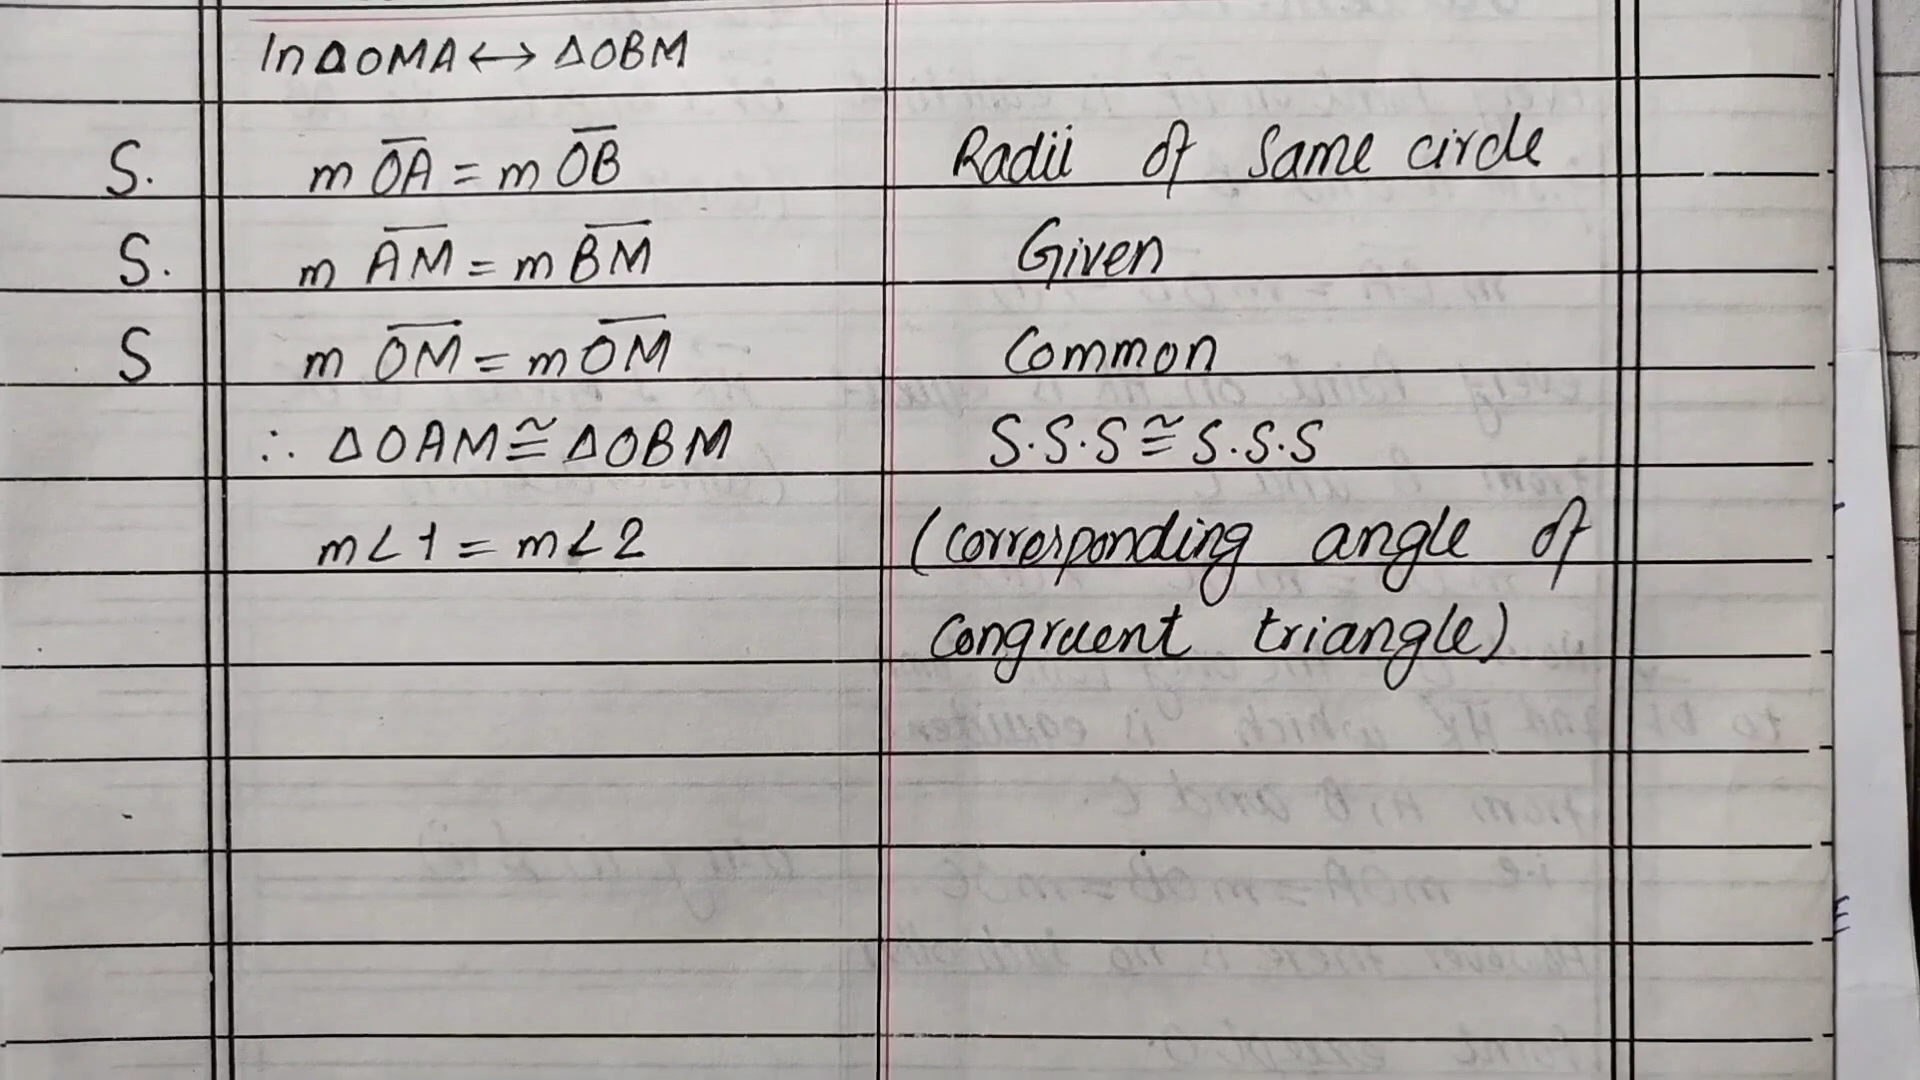 In ΔOMA ↔ ΔOBM
S. m OA̅ = m OB̅ Radii of Same circle
S. m AM̅ = m BM̅ Given
S m OM̅ = m OM̅ Common
∴ ΔOAM ≅ ΔOBM S.S.S ≅ S.S.S
m∠1 = m∠2 (corresponding angle of
congruent triangle)